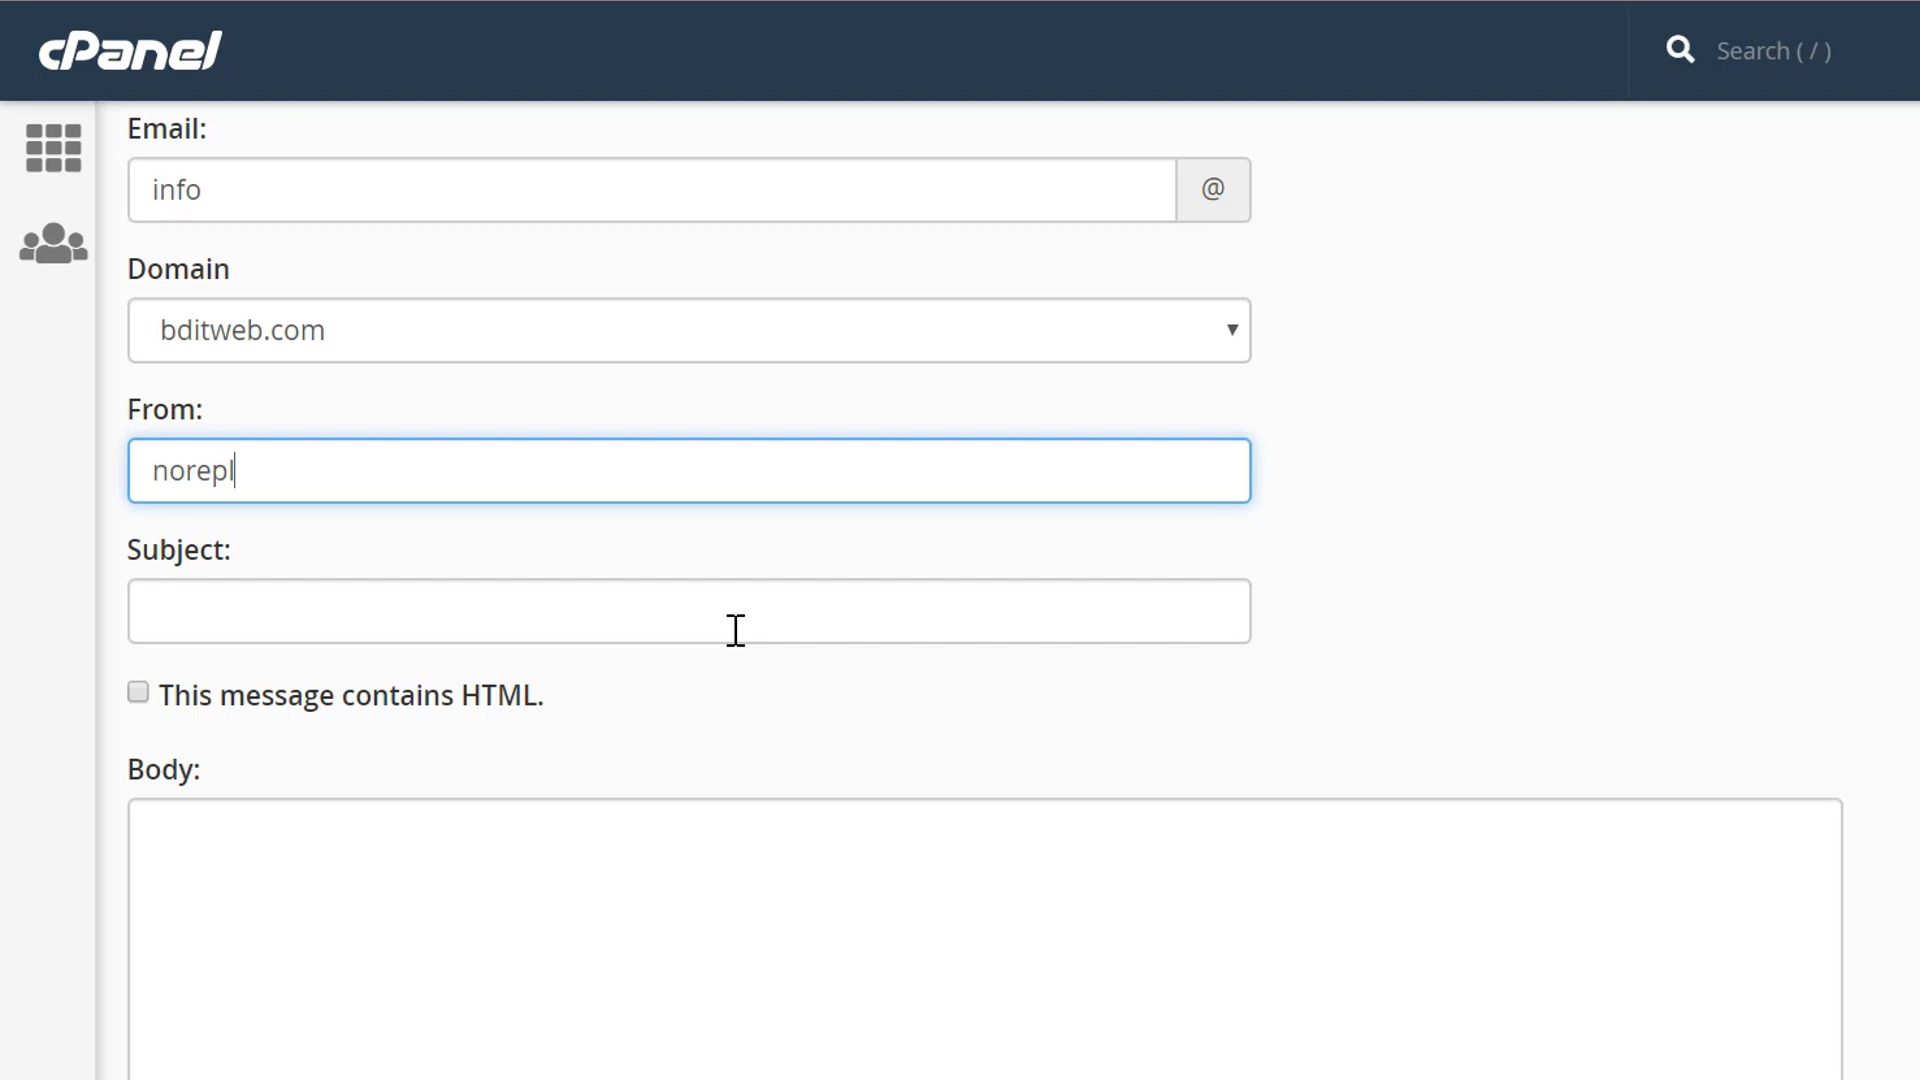 cPanel
Search ( / )
Email:
info
@
Domain
bditweb.com
From:
norepl
Subject:
This message contains HTML.
Body: